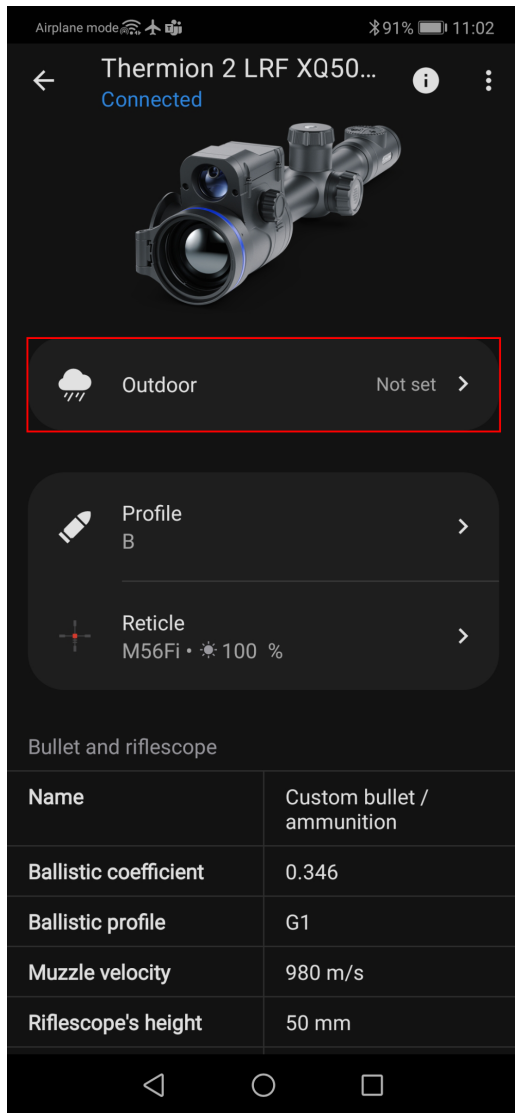 Airplane mode 91% 11:02
Thermion 2 LRF XQ50...
Connected
Outdoor Not set
Profile
B
Reticle
M56Fi • 100 %
Bullet and riflescope
Name Custom bullet /
ammunition
Ballistic coefficient 0.346
Ballistic profile G1
Muzzle velocity 980 m/s
Riflescope's height 50 mm